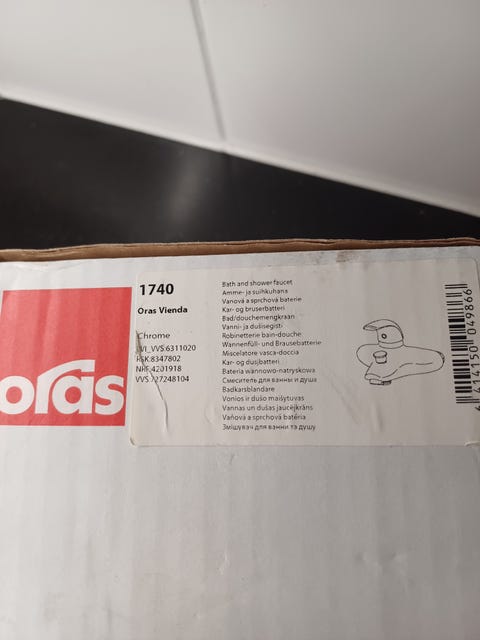 oras
1740
Oras Vienda
Chrome
LVI_VVS:6311020
RSK:8347802
NRF:4201918
VVS:727248104
Bath and shower faucet
Amme- ja suihkuhana
Vanová a sprchová baterie
Kar- og bruserbatteri
Bad/douchemengkraan
Vanni- ja dušisegisti
Robinetterie bain-douche
Wannenfüll- und Brausebatterie
Miscelatore vasca-doccia
Kar- og dusjbatteri
Bateria wannowo-natryskowa
Смеситель для ванны и душа
Badkarsblandare
Vonios ir dušo maišytuvas
Vannas un dušas jaucējkrāns
Vaňová a sprchová batéria
Змішувач для ванни та душу
6414150 049866